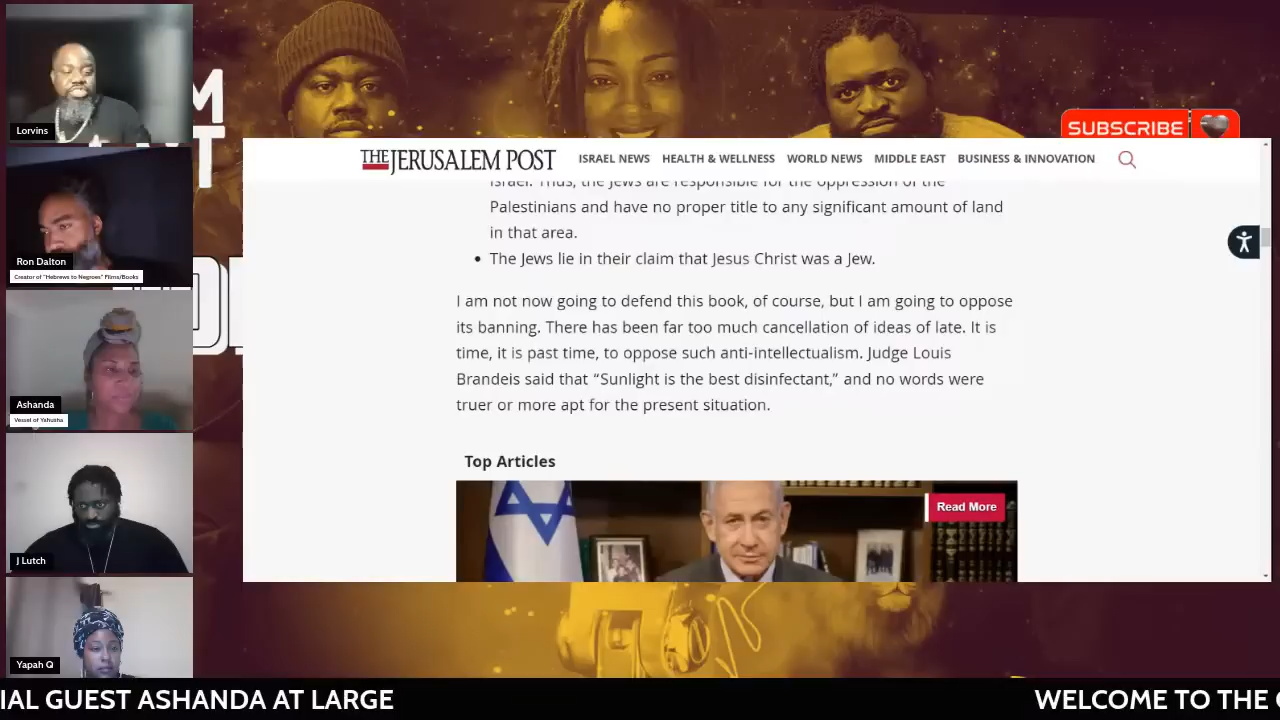 Lorvins
Ron Dalton
Creator of "Hebrews to Negroes" Films/Books
Ashanda
Vessel of Yahusha
J Lutch
Yapah Q
SUBSCRIBE
THE JERUSALEM POST
ISRAEL NEWS HEALTH & WELLNESS WORLD NEWS MIDDLE EAST BUSINESS & INNOVATION
Israel. Thus, the Jews are responsible for the oppression of the
Palestinians and have no proper title to any significant amount of land
in that area.
• The Jews lie in their claim that Jesus Christ was a Jew.
I am not now going to defend this book, of course, but I am going to oppose
its banning. There has been far too much cancellation of ideas of late. It is
time, it is past time, to oppose such anti-intellectualism. Judge Louis
Brandeis said that “Sunlight is the best disinfectant,” and no words were
truer or more apt for the present situation.
Top Articles
Read More
IAL GUEST ASHANDA AT LARGE
WELCOME TO THE